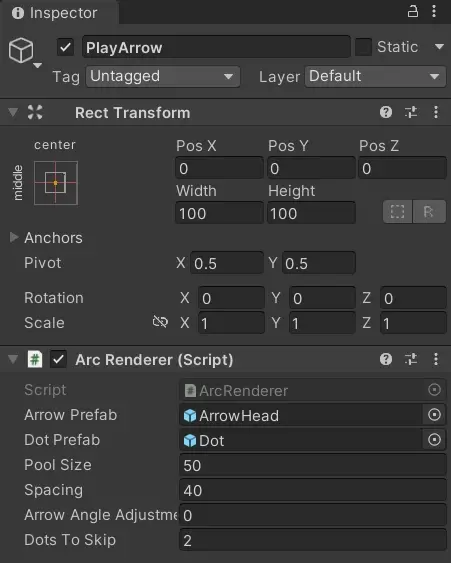 Inspector
PlayArrow
Static
Tag Untagged Layer Default
Rect Transform
center
middle
Pos X Pos Y Pos Z
0 0 0
Width Height
100 100
R
Anchors
Pivot X 0.5 Y 0.5
Rotation X 0 Y 0 Z 0
Scale X 1 Y 1 Z 1
# Arc Renderer (Script)
Script ArcRenderer
Arrow Prefab ArrowHead
Dot Prefab Dot
Pool Size 50
Spacing 40
Arrow Angle Adjustme 0
Dots To Skip 2